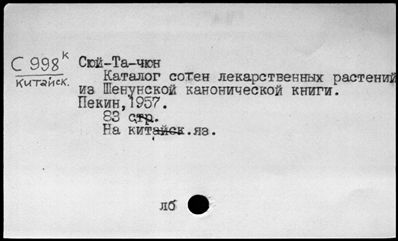 С 998к
Китайск.
Сюй-Та-чюн
Каталог сотен лекарственных растений
из Шенунской канонической книги.
Пекин, 1957.
83 стр.
На китайск.яз.
лб